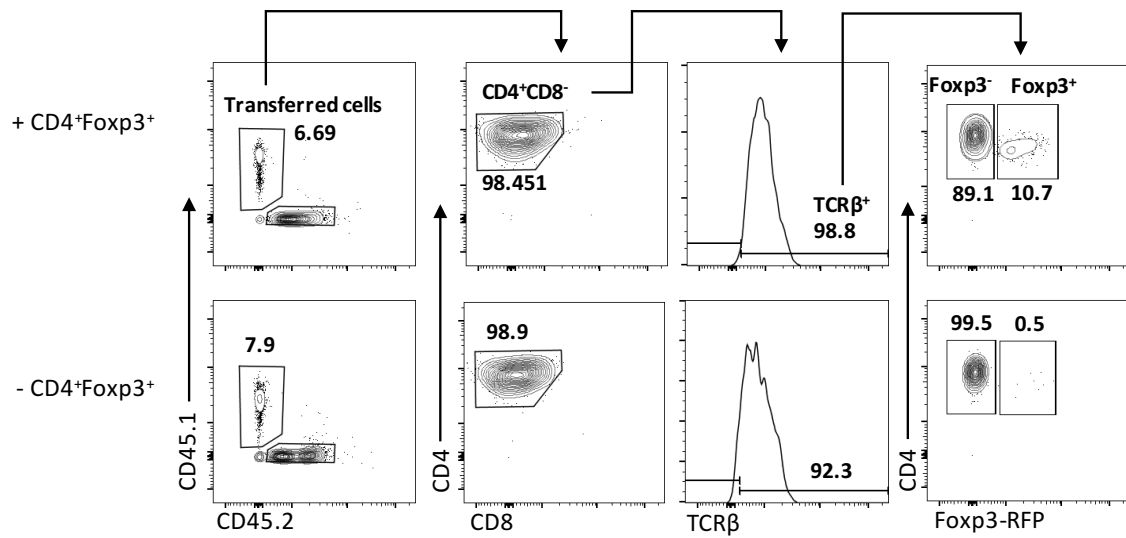 + CD4⁺Foxp3⁺
Transferred cells
6.69
CD4⁺CD8⁻
98.451
TCRβ⁺
98.8
Foxp3⁻ Foxp3⁺
89.1 10.7
- CD4⁺Foxp3⁺
7.9
98.9
92.3
99.5 0.5
CD45.1
CD4
CD4
CD45.2
CD8
TCRβ
Foxp3-RFP